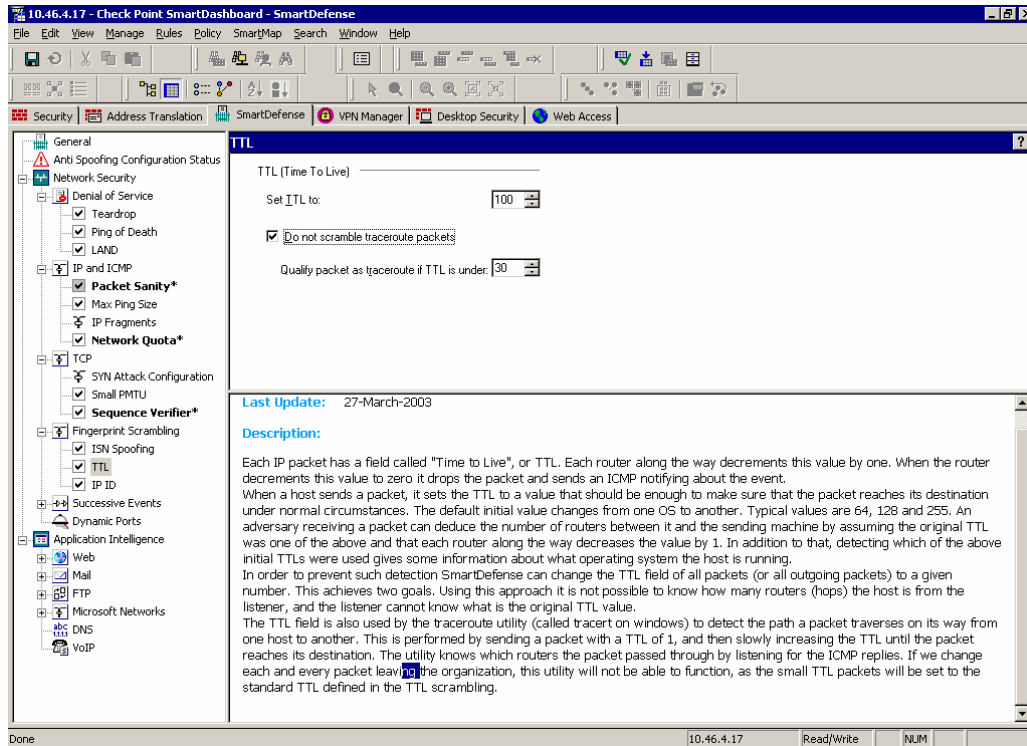 10.46.4.17 - Check Point SmartDashboard - SmartDefense
File Edit View Manage Rules Policy SmartMap Search Window Help
Security Address Translation SmartDefense VPN Manager Desktop Security Web Access
General
Anti Spoofing Configuration Status
Network Security
Denial of Service
Teardrop
Ping of Death
LAND
IP and ICMP
Packet Sanity*
Max Ping Size
IP Fragments
Network Quota*
TCP
SYN Attack Configuration
Small PMTU
Sequence Verifier*
Fingerprint Scrambling
ISN Spoofing
TTL
IP ID
Successive Events
Dynamic Ports
Application Intelligence
Web
Mail
FTP
Microsoft Networks
abc DNS
VoIP
TTL
?
TTL (Time To Live)
Set TTL to: 100
Do not scramble traceroute packets
Qualify packet as traceroute if TTL is under: 30
Last Update: 27-March-2003
Description:
Each IP packet has a field called "Time to Live", or TTL. Each router along the way decrements this value by one. When the router
decrements this value to zero it drops the packet and sends an ICMP notifying about the event.
When a host sends a packet, it sets the TTL to a value that should be enough to make sure that the packet reaches its destination
under normal circumstances. The default initial value changes from one OS to another. Typical values are 64, 128 and 255. An
adversary receiving a packet can deduce the number of routers between it and the sending machine by assuming the original TTL
was one of the above and that each router along the way decreases the value by 1. In addition to that, detecting which of the above
initial TTLs were used gives some information about what operating system the host is running.
In order to prevent such detection SmartDefense can change the TTL field of all packets (or all outgoing packets) to a given
number. This achieves two goals. Using this approach it is not possible to know how many routers (hops) the host is from the
listener, and the listener cannot know what is the original TTL value.
The TTL field is also used by the traceroute utility (called tracert on windows) to detect the path a packet traverses on its way from
one host to another. This is performed by sending a packet with a TTL of 1, and then slowly increasing the TTL until the packet
reaches its destination. The utility knows which routers the packet passed through by listening for the ICMP replies. If we change
each and every packet leaving the organization, this utility will not be able to function, as the small TTL packets will be set to the
standard TTL defined in the TTL scrambling.
Done 10.46.4.17 Read/Write NUM